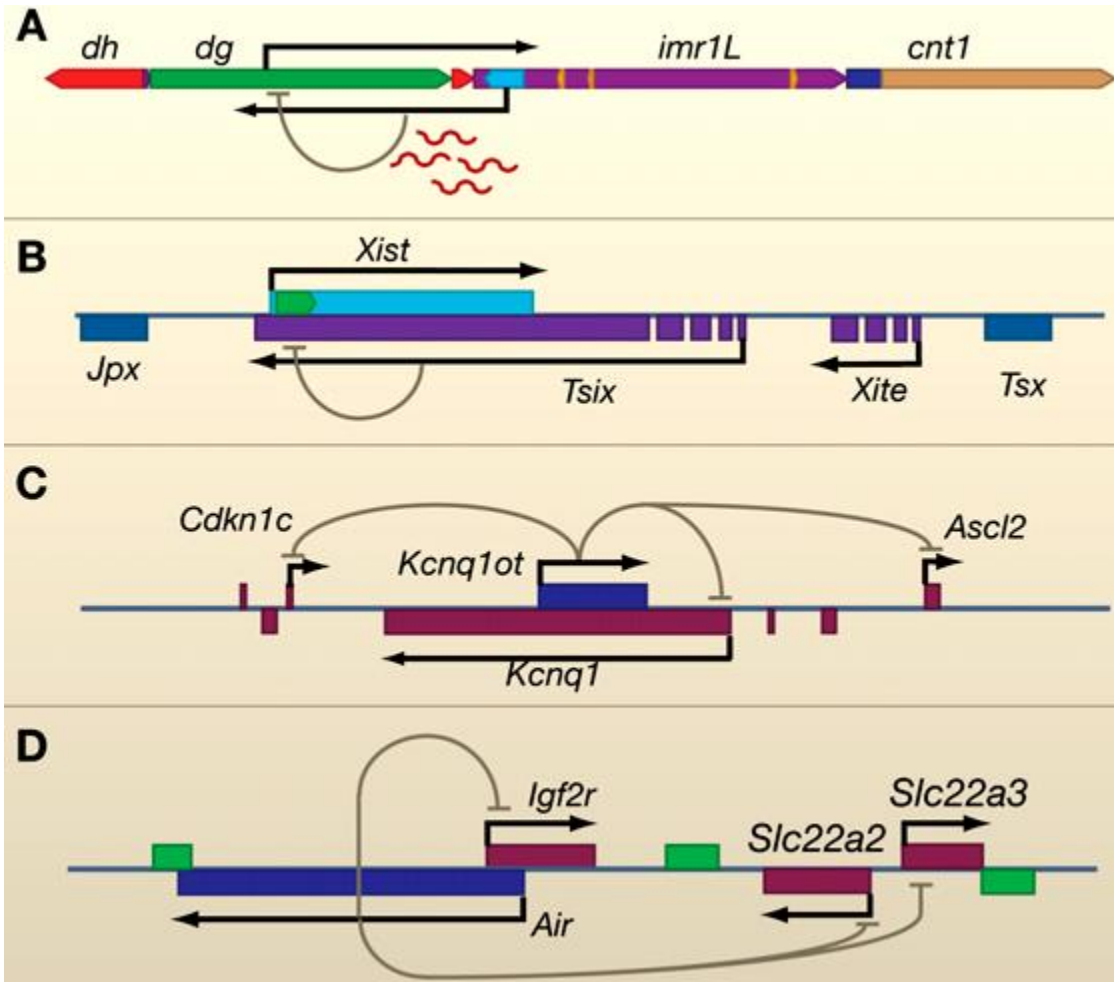 A
dh
dg
imr1L
cnt1
B
Xist
Jpx
Tsix
Xite
Tsx
C
Cdkn1c
Kcnq1ot
Ascl2
Kcnq1
D
Igf2r
Slc22a3
Slc22a2
Air